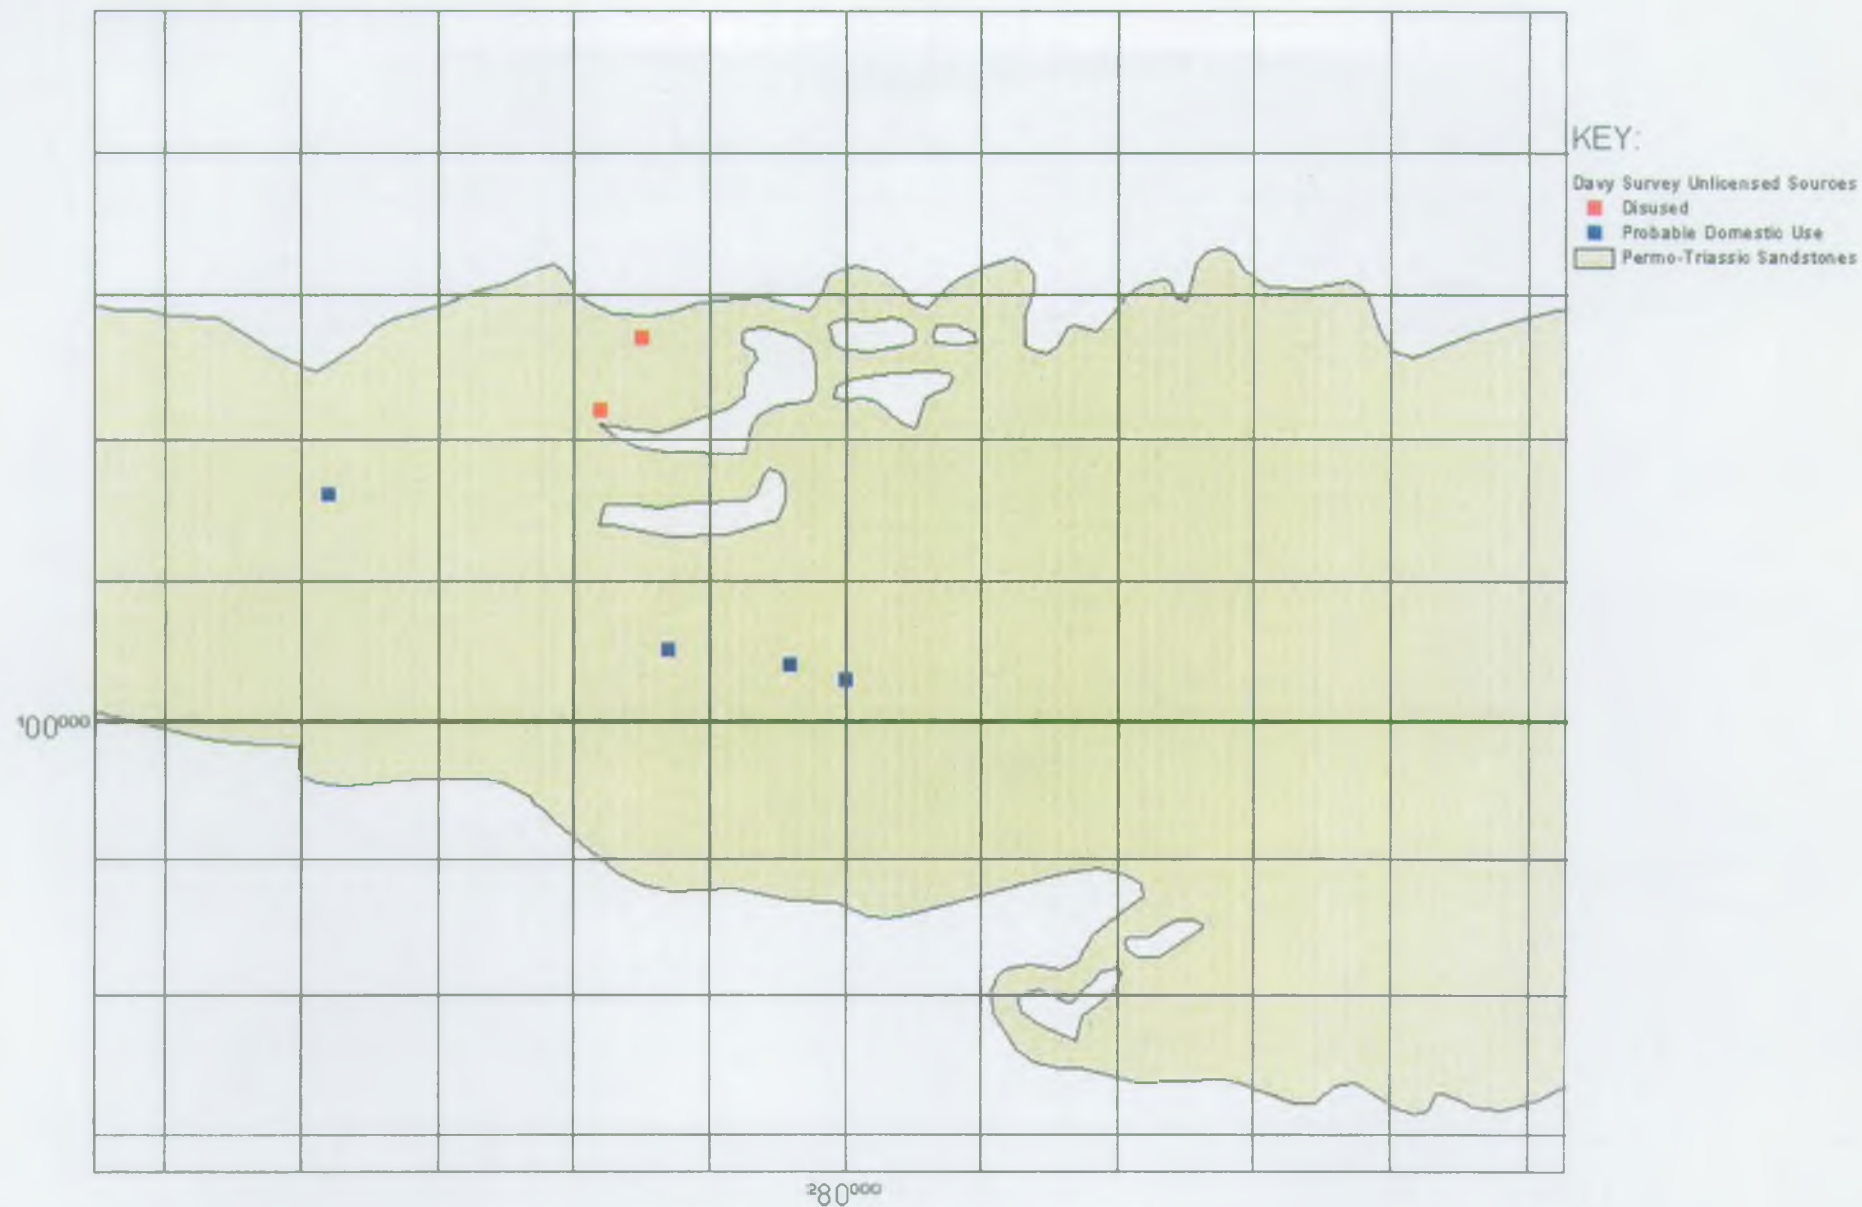 KEY:
Davy Survey Unlicensed Sources
Disused
Probable Domestic Use
Permo-Triassic Sandstones
¹00⁰⁰⁰
²80⁰⁰⁰